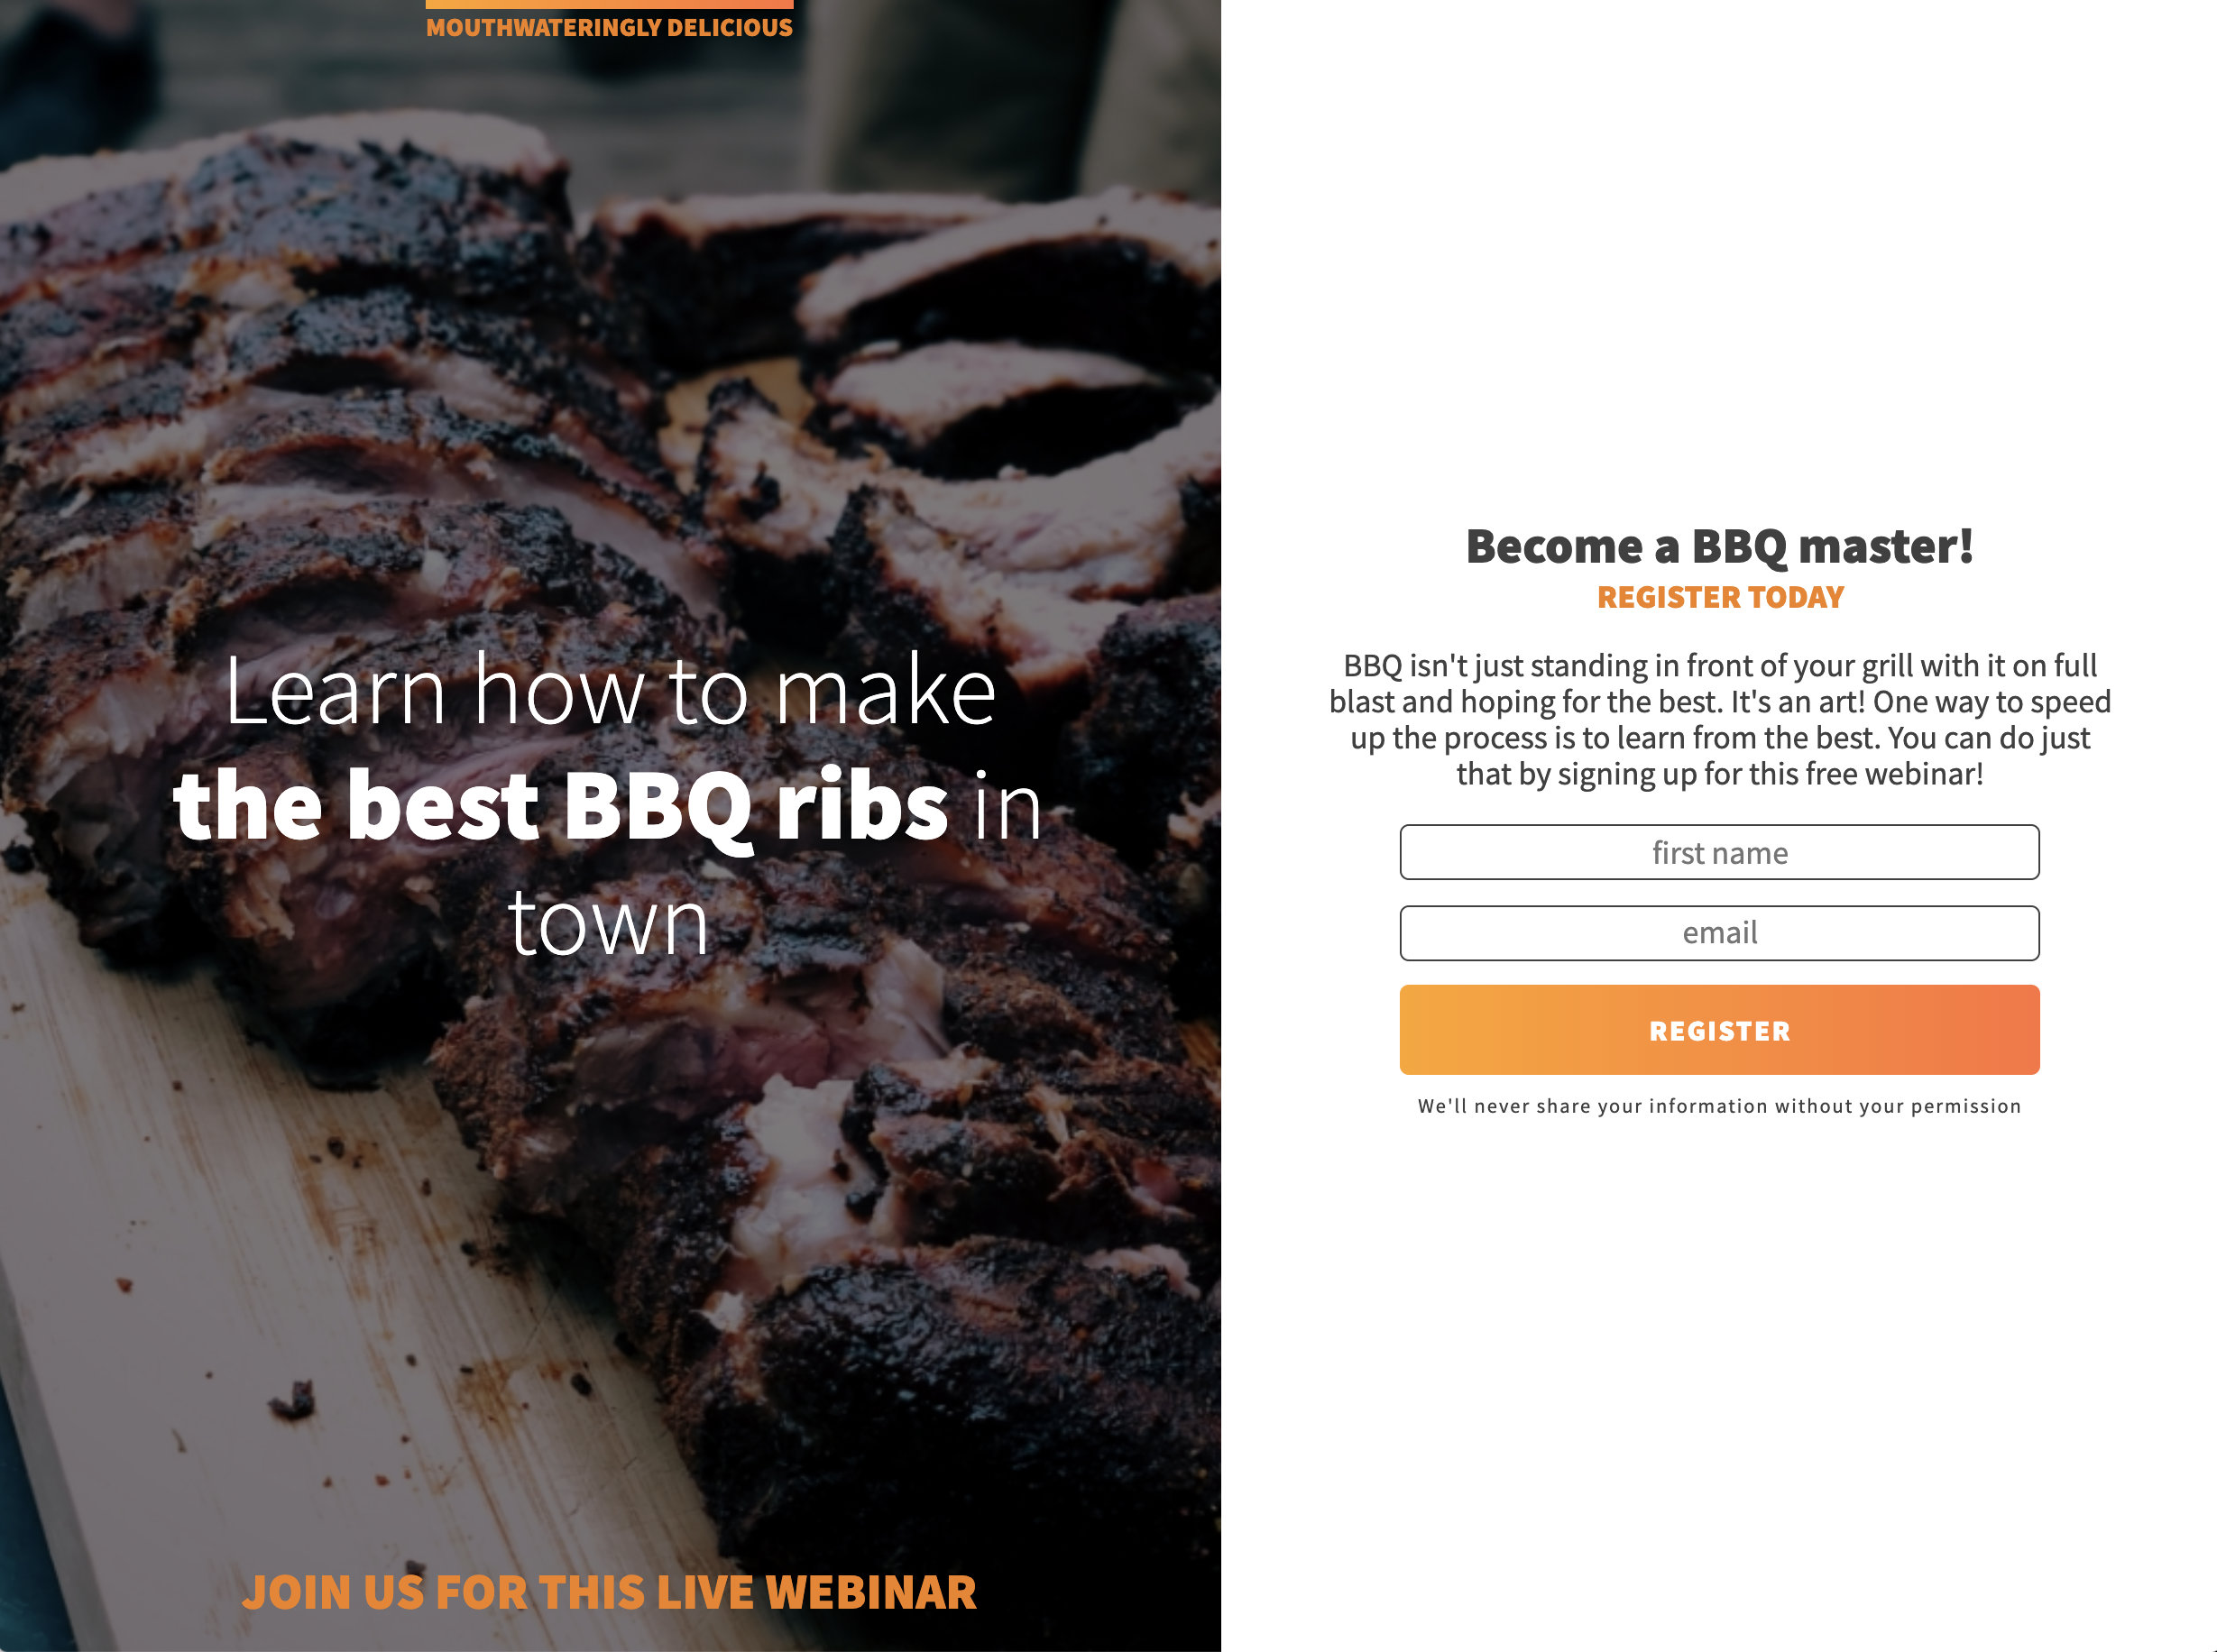 MOUTHWATERINGLY DELICIOUS
Learn how to make
the best BBQ ribs in
town
JOIN US FOR THIS LIVE WEBINAR
Become a BBQ master!
REGISTER TODAY
BBQ isn't just standing in front of your grill with it on full
blast and hoping for the best. It's an art! One way to speed
up the process is to learn from the best. You can do just
that by signing up for this free webinar!
first name
email
REGISTER
We'll never share your information without your permission